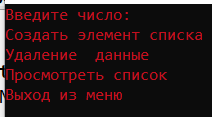 Введите число:
Создать элемент списка
Удаление  данные
Просмотреть список
Выход из меню